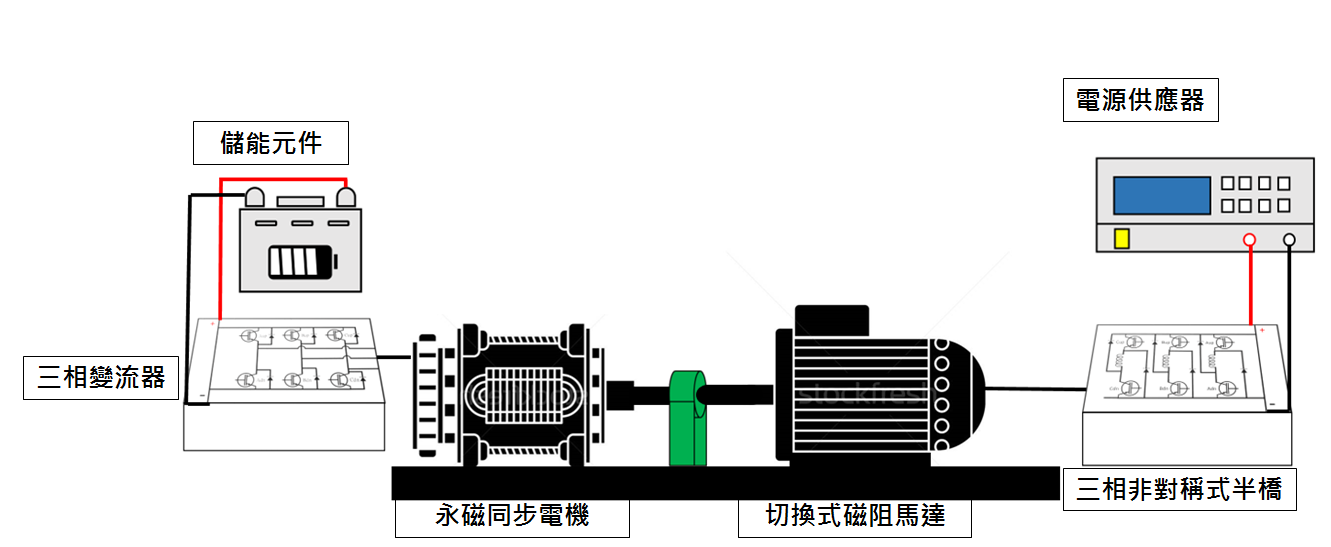 電源供應器
儲能元件
三相變流器
三相非對稱式半橋
永磁同步電機
切換式磁阻馬達
stockfresh